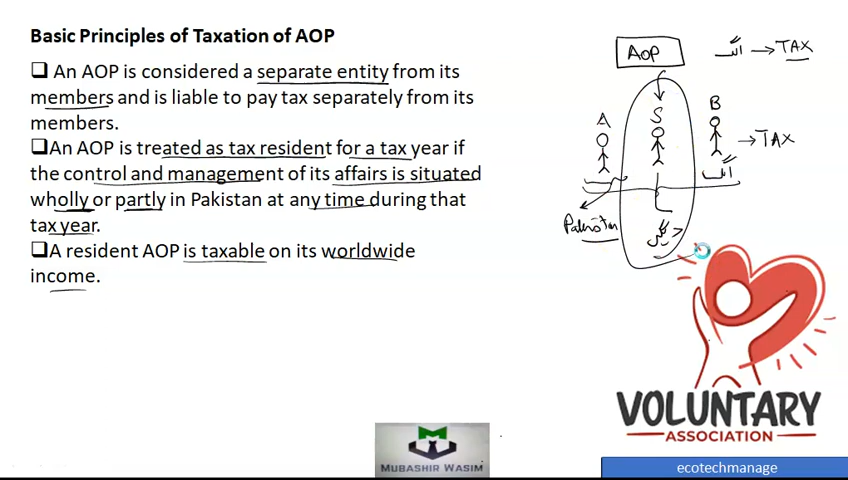 Basic Principles of Taxation of AOP
An AOP is considered a separate entity from its
members and is liable to pay tax separately from its
members.
An AOP is treated as tax resident for a tax year if
the control and management of its affairs is situated
wholly or partly in Pakistan at any time during that
tax year.
A resident AOP is taxable on its worldwide
income.
AOP
الگ → TAX
A
S
B
→ TAX
الگ
Pakistan
VOLUNTARY
ASSOCIATION
MUBASHIR WASIM
ecotechmanage